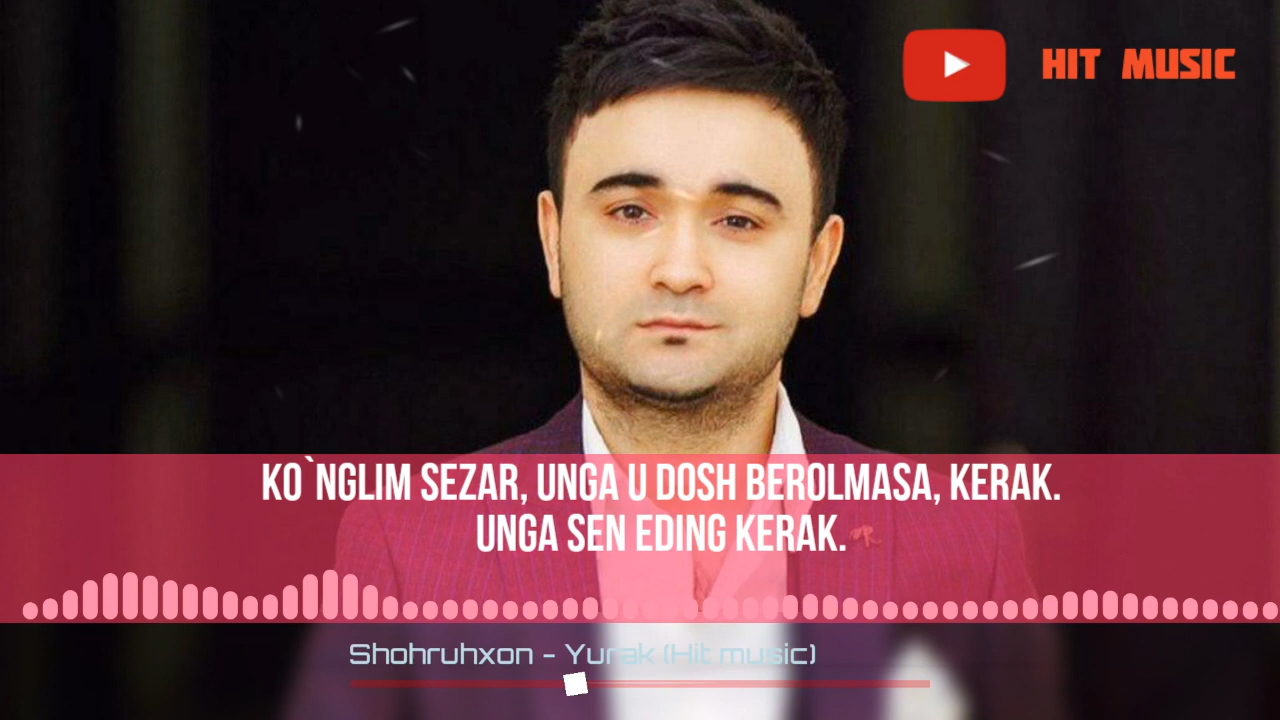 HIT MUSIC
KO`NGLIM SEZAR, UNGA U DOSH BEROLMASA, KERAK.
UNGA SEN EDING KERAK.
Shohruhxon - Yurak (Hit music)